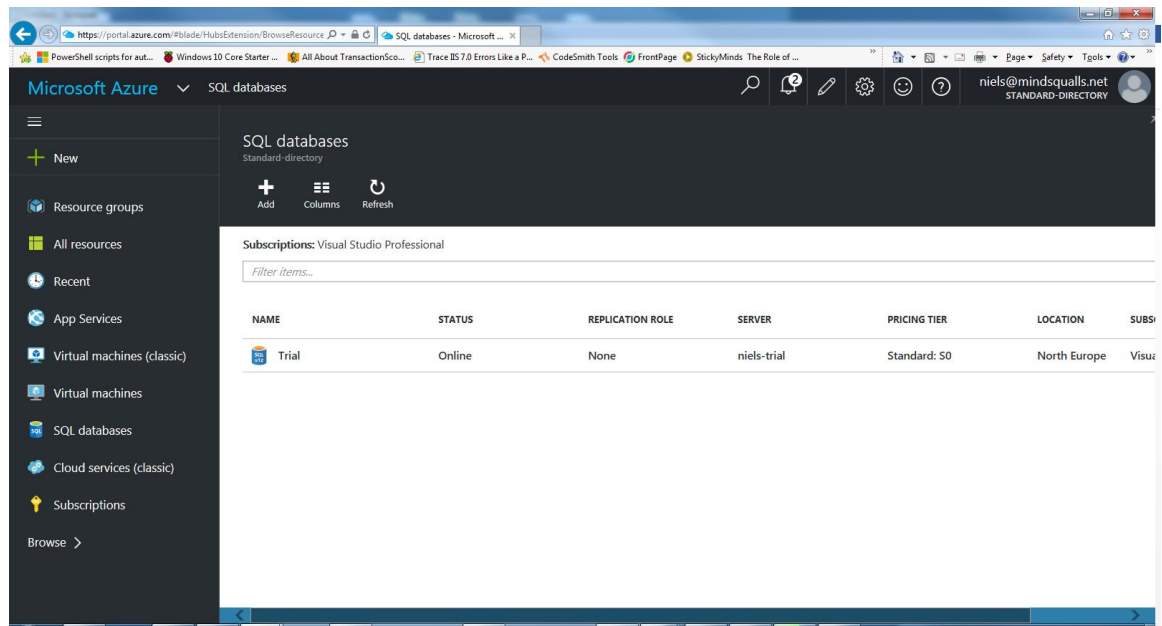 https://portal.azure.com/#blade/HubsExtension/BrowseResource
SQL databases - Microsoft ...
PowerShell scripts for aut... Windows 10 Core Starter ... All About TransactionSco... Trace IIS 7.0 Errors Like a P... CodeSmith Tools FrontPage StickyMinds The Role of ... » Page Safety Tools »
Microsoft Azure SQL databases 2 niels@mindsqualls.net
STANDARD-DIRECTORY
New
Resource groups
All resources
Recent
App Services
Virtual machines (classic)
Virtual machines
SQL databases
Cloud services (classic)
Subscriptions
Browse >
SQL databases
Standard-directory
Add Columns Refresh
Subscriptions: Visual Studio Professional
Filter items...
NAME STATUS REPLICATION ROLE SERVER PRICING TIER LOCATION SUBS
Trial Online None niels-trial Standard: S0 North Europe Visua